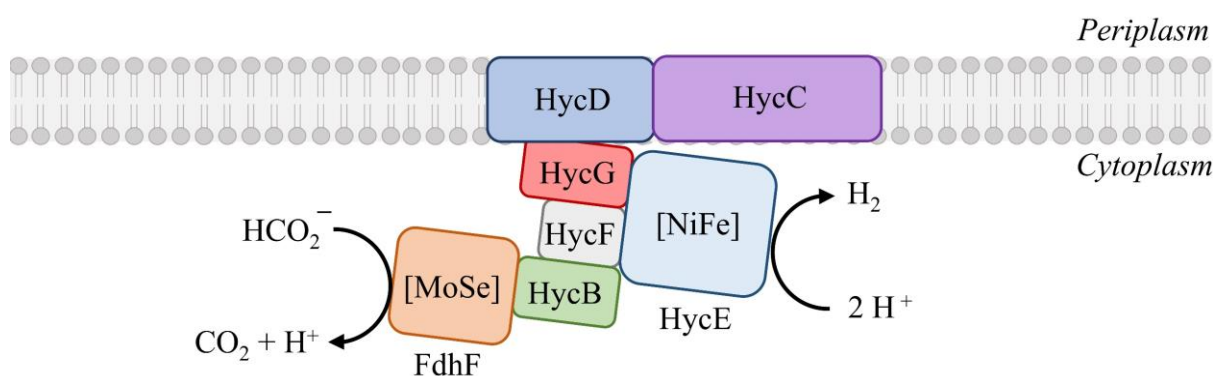 Periplasm
HycD
HycC
Cytoplasm
HycG
H₂
HCO₂⁻
HycF
[NiFe]
[MoSe]
HycB
2 H⁺
HycE
CO₂ + H⁺
FdhF